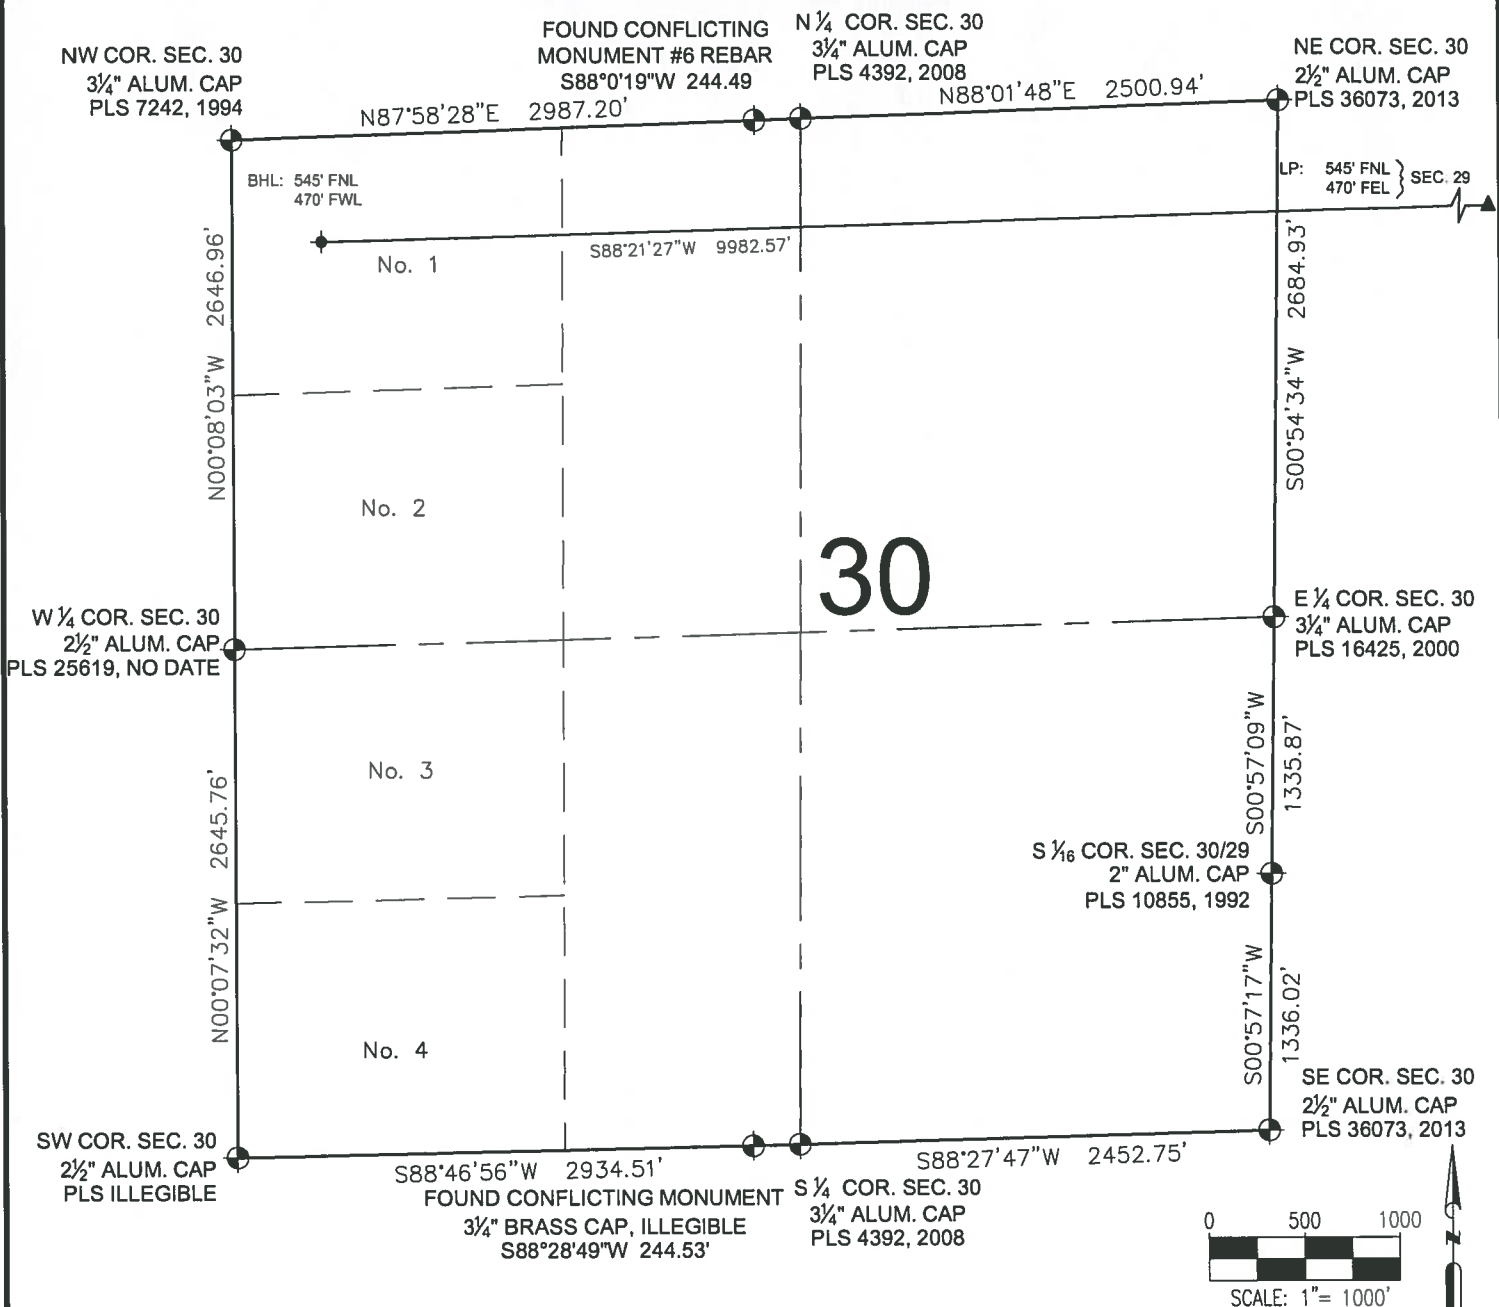 FOUND CONFLICTING
MONUMENT #6 REBAR
S88°0'19"W 244.49
N ¼ COR. SEC. 30
3¼" ALUM. CAP
PLS 4392, 2008
NW COR. SEC. 30
3¼" ALUM. CAP
PLS 7242, 1994
NE COR. SEC. 30
2½" ALUM. CAP
PLS 36073, 2013
N87°58'28"E 2987.20'
N88°01'48"E 2500.94'
BHL: 545' FNL
470' FWL
LP: 545' FNL
470' FEL
SEC. 29
S88°21'27"W 9982.57'
No. 1
N00°08'03"W 2646.96'
S00°54'34"W 2684.93'
No. 2
30
W ¼ COR. SEC. 30
2½" ALUM. CAP
PLS 25619, NO DATE
E ¼ COR. SEC. 30
3¼" ALUM. CAP
PLS 16425, 2000
No. 3
N00°07'32"W 2645.76'
S00°57'09"W
1335.87'
S 1⁄16 COR. SEC. 30/29
2" ALUM. CAP
PLS 10855, 1992
S00°57'17"W
1336.02'
No. 4
SE COR. SEC. 30
2½" ALUM. CAP
PLS 36073, 2013
SW COR. SEC. 30
2½" ALUM. CAP
PLS ILLEGIBLE
S88°46'56"W 2934.51'
S88°27'47"W 2452.75'
FOUND CONFLICTING MONUMENT
3¼" BRASS CAP, ILLEGIBLE
S88°28'49"W 244.53'
S ¼ COR. SEC. 30
3¼" ALUM. CAP
PLS 4392, 2008
0 500 1000
SCALE: 1"= 1000'
N